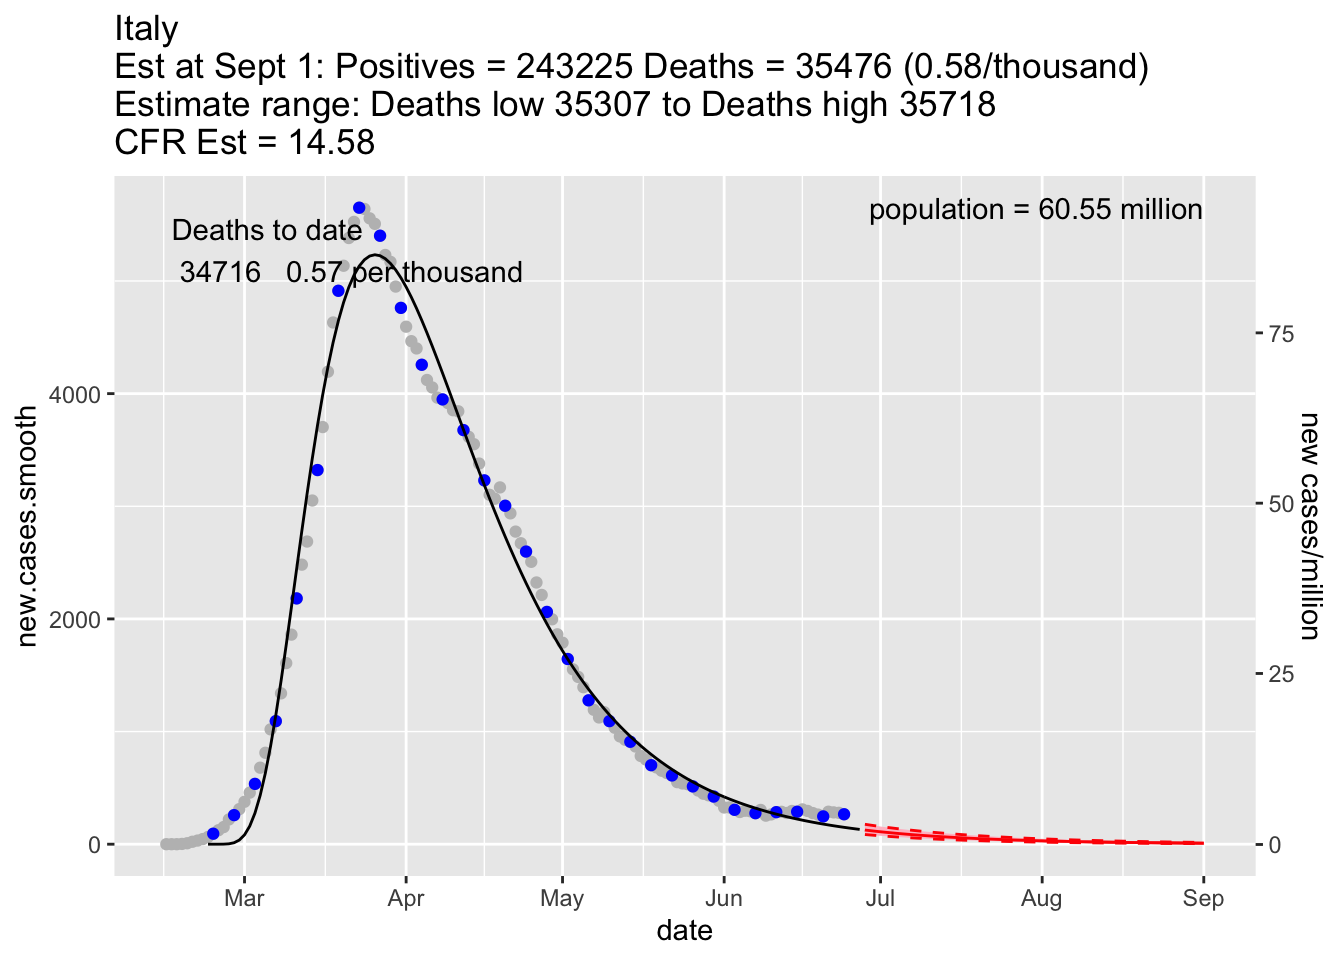 Italy
Est at Sept 1: Positives = 243225 Deaths = 35476 (0.58/thousand)
Estimate range: Deaths low 35307 to Deaths high 35718
CFR Est = 14.58
population = 60.55 million
Deaths to date
34716 0.57 per thousand
new.cases.smooth
4000
2000
0
75
50
25
0
new cases/million
Mar Apr May Jun Jul Aug Sep
date